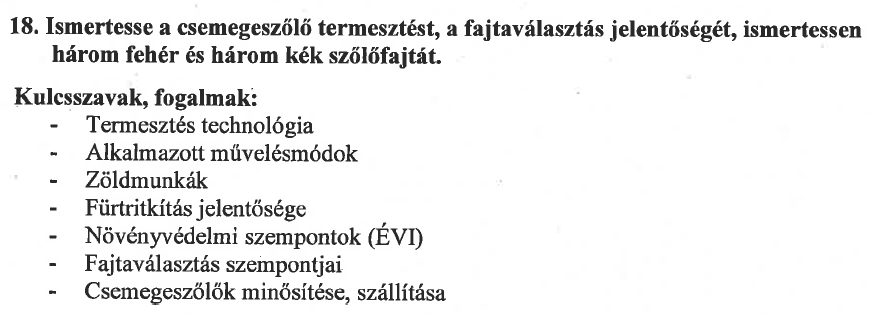 18. Ismertesse a csemegeszőlő termesztést, a fajtaválasztás jelentőségét, ismertessen
három fehér és három kék szőlőfajtát.
Kulcsszavak, fogalmak:
- Termesztés technológia
- Alkalmazott művelésmódok
- Zöldmunkák
- Fürtritkítás jelentősége
- Növényvédelmi szempontok (ÉVI)
- Fajtaválasztás szempontjai
- Csemegeszőlők minősítése, szállítása